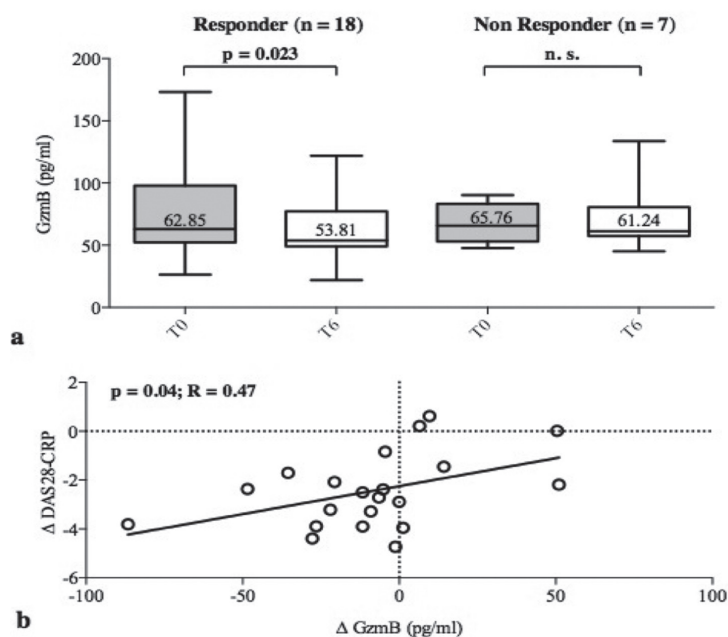 Responder (n = 18)
Non Responder (n = 7)
p = 0.023
n. s.
200
150
100
50
0
GzmB (pg/ml)
62.85
53.81
65.76
61.24
T0
T6
T0
T6
a
p = 0.04; R = 0.47
2
0
-2
-4
-6
Δ DAS28-CRP
-100
-50
0
50
100
b
Δ GzmB (pg/ml)